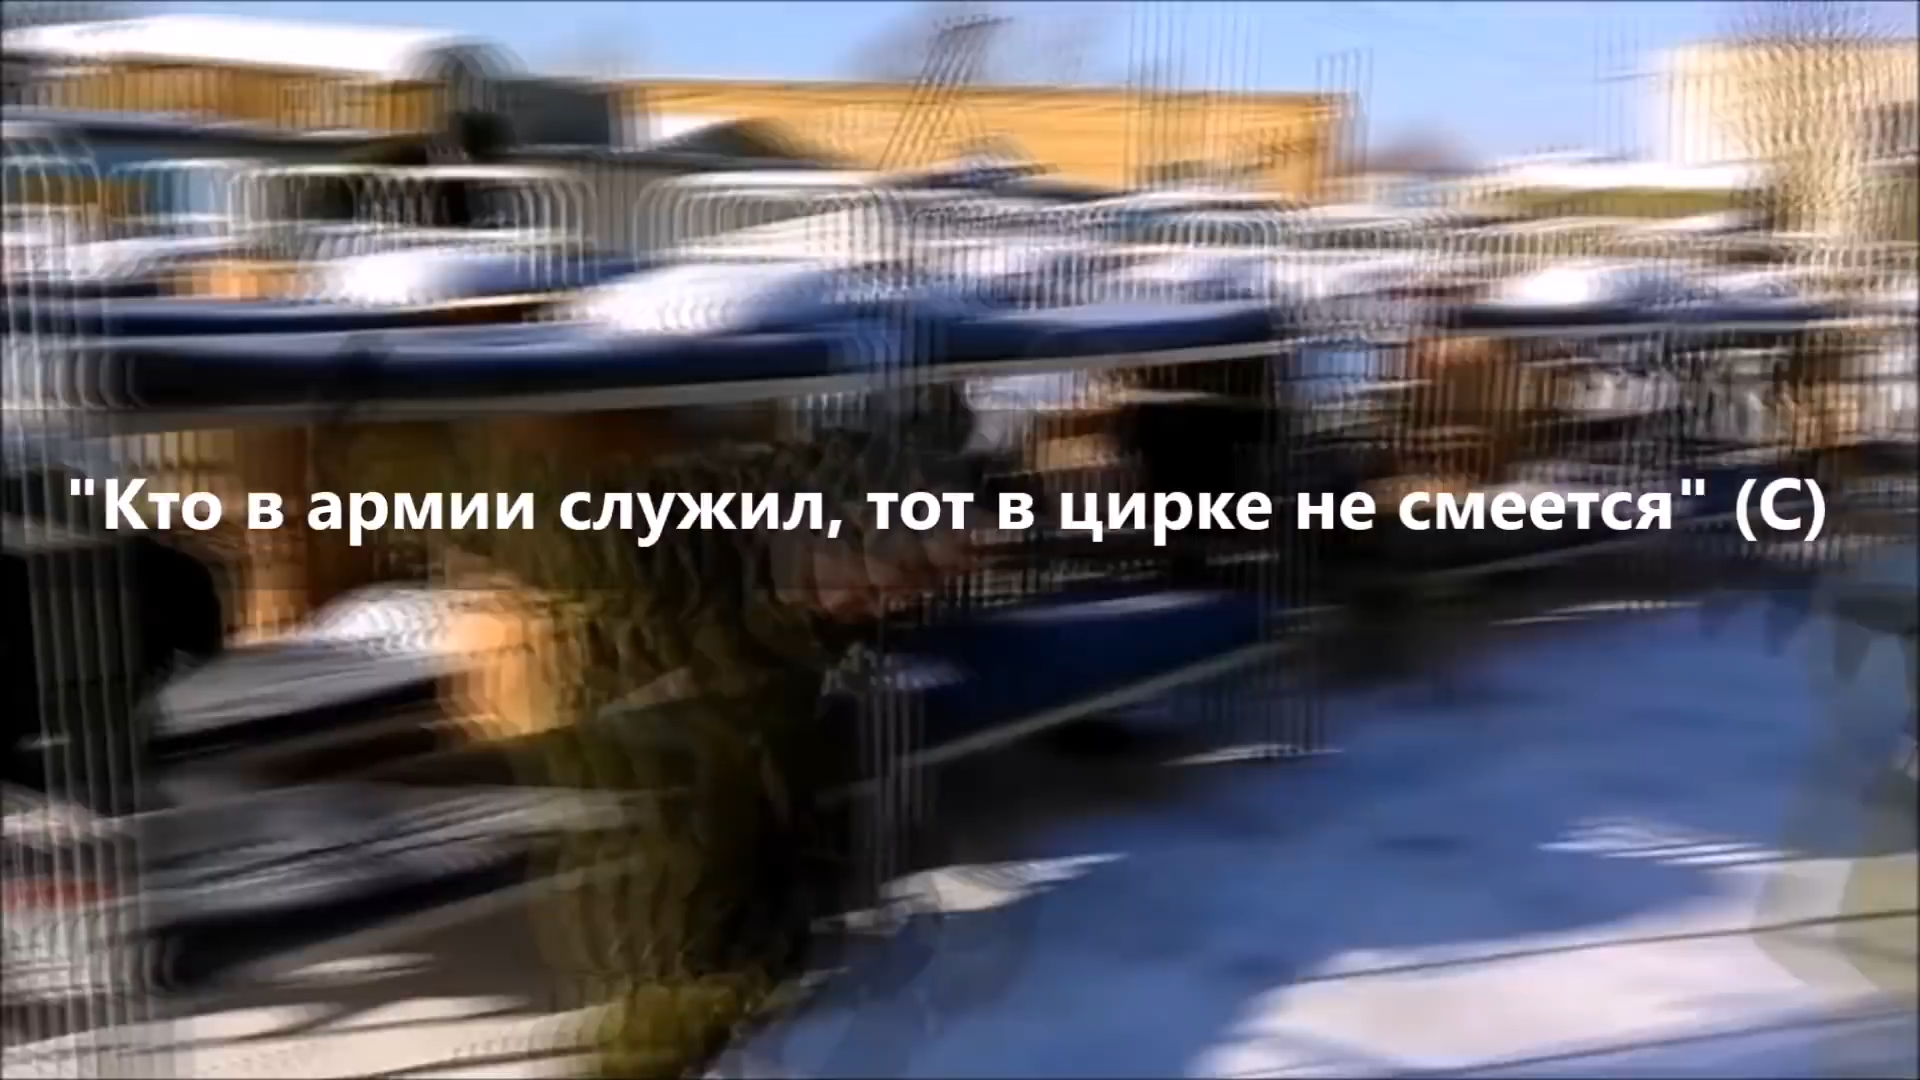 "Кто в армии служил, тот в цирке не смеется" (С)